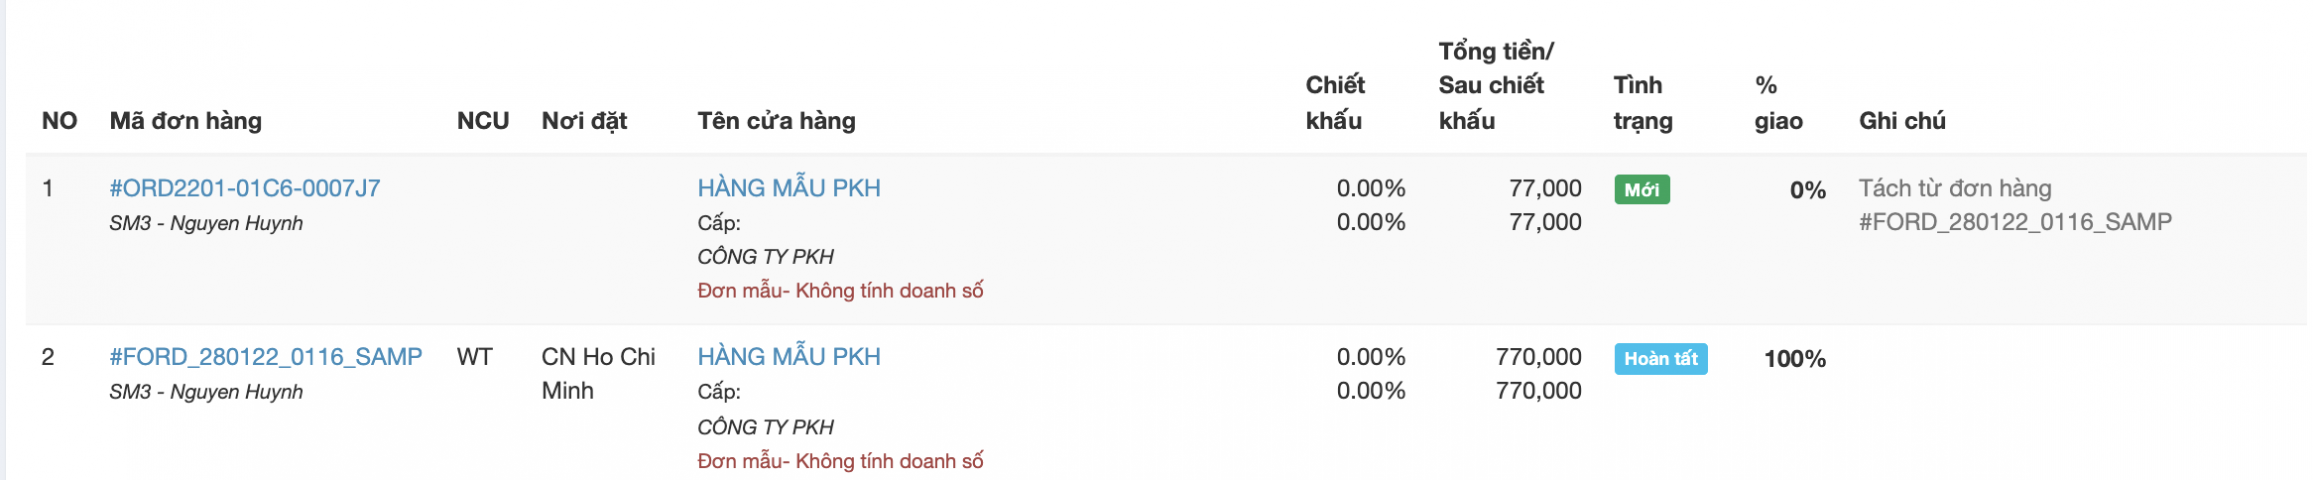 NO Mã đơn hàng NCU Nơi đặt Tên cửa hàng Chiết khấu Tổng tiền/ Sau chiết khấu Tình trạng % giao Ghi chú
1 #ORD2201-01C6-0007J7 HÀNG MẪU PKH 0.00% 77,000 Mới 0% Tách từ đơn hàng
SM3 - Nguyen Huynh Cấp: 0.00% 77,000 #FORD_280122_0116_SAMP
CÔNG TY PKH
Đơn mẫu- Không tính doanh số
2 #FORD_280122_0116_SAMP WT CN Ho Chi HÀNG MẪU PKH 0.00% 770,000 Hoàn tất 100%
SM3 - Nguyen Huynh Minh Cấp: 0.00% 770,000
CÔNG TY PKH
Đơn mẫu- Không tính doanh số